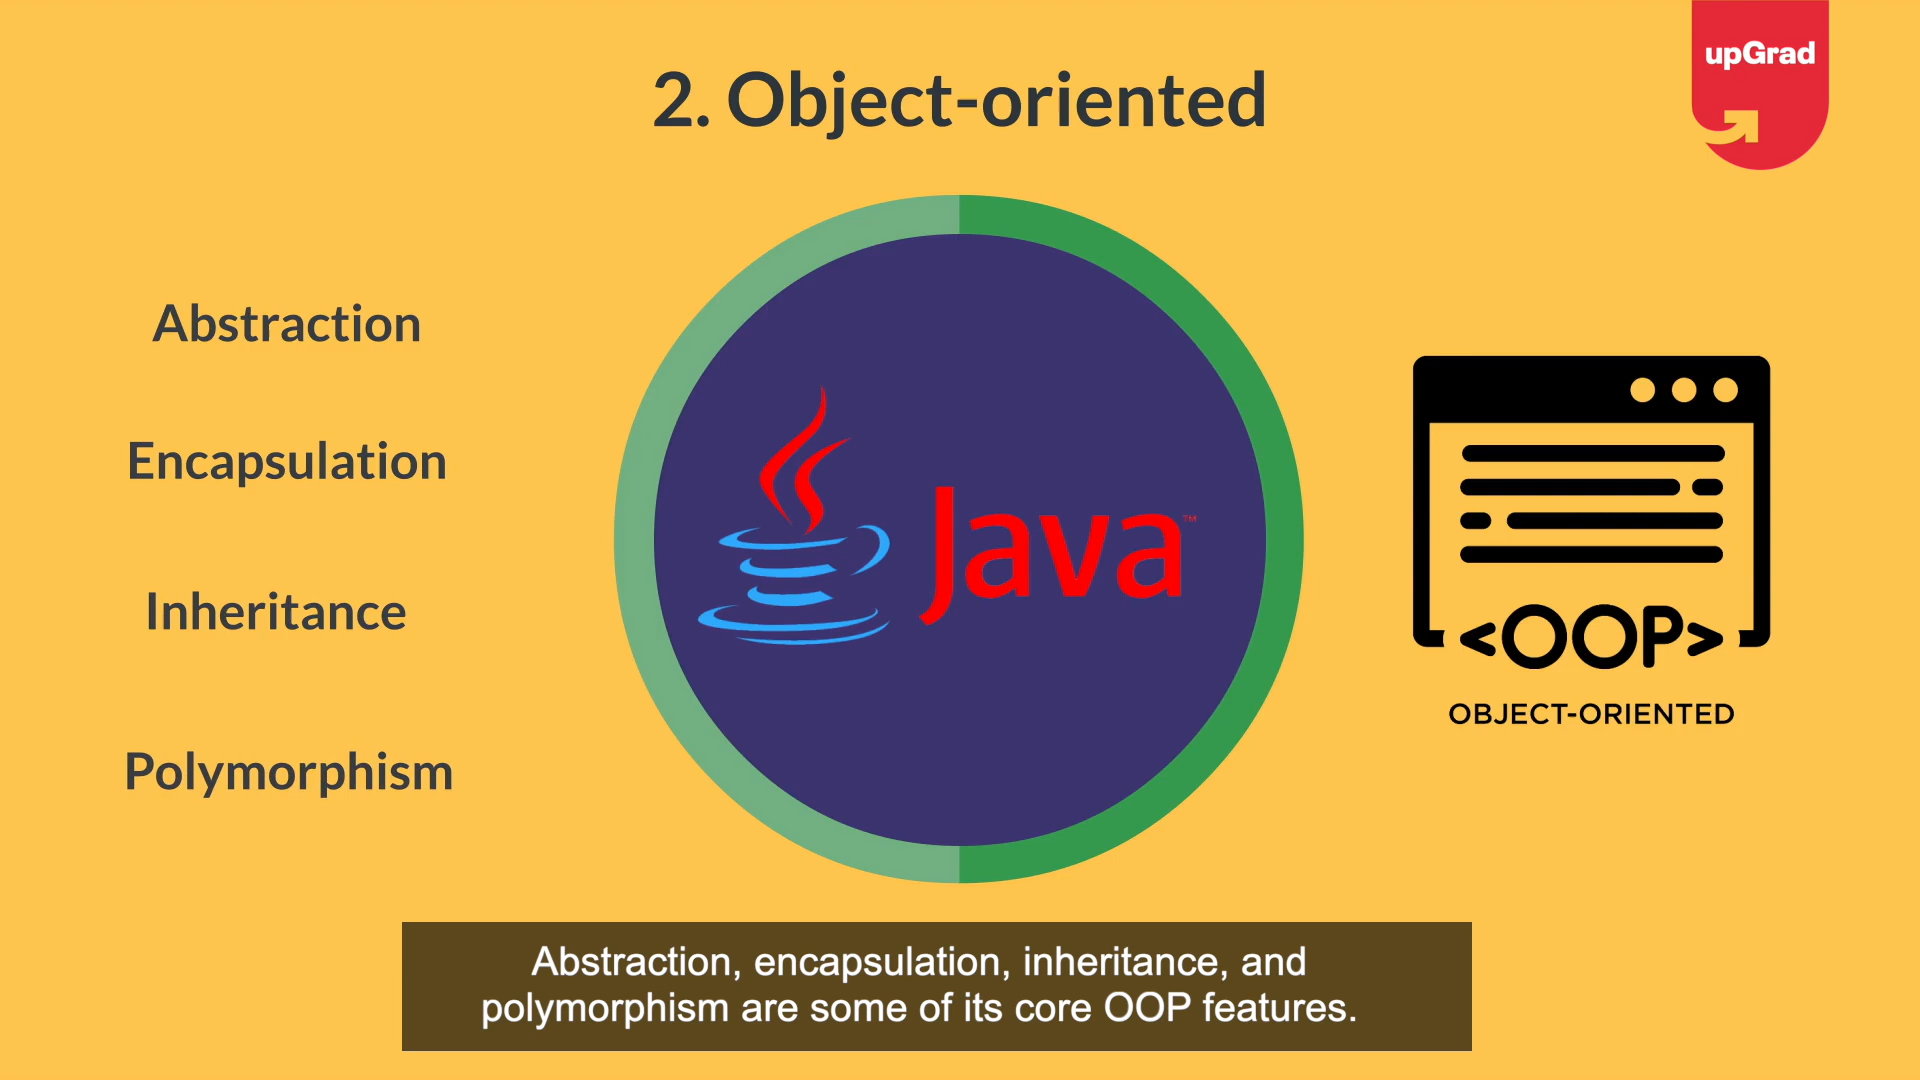 upGrad
2. Object-oriented
Abstraction
Encapsulation
Inheritance
Polymorphism
Java™
<OOP>
OBJECT-ORIENTED
Abstraction, encapsulation, inheritance, and
polymorphism are some of its core OOP features.